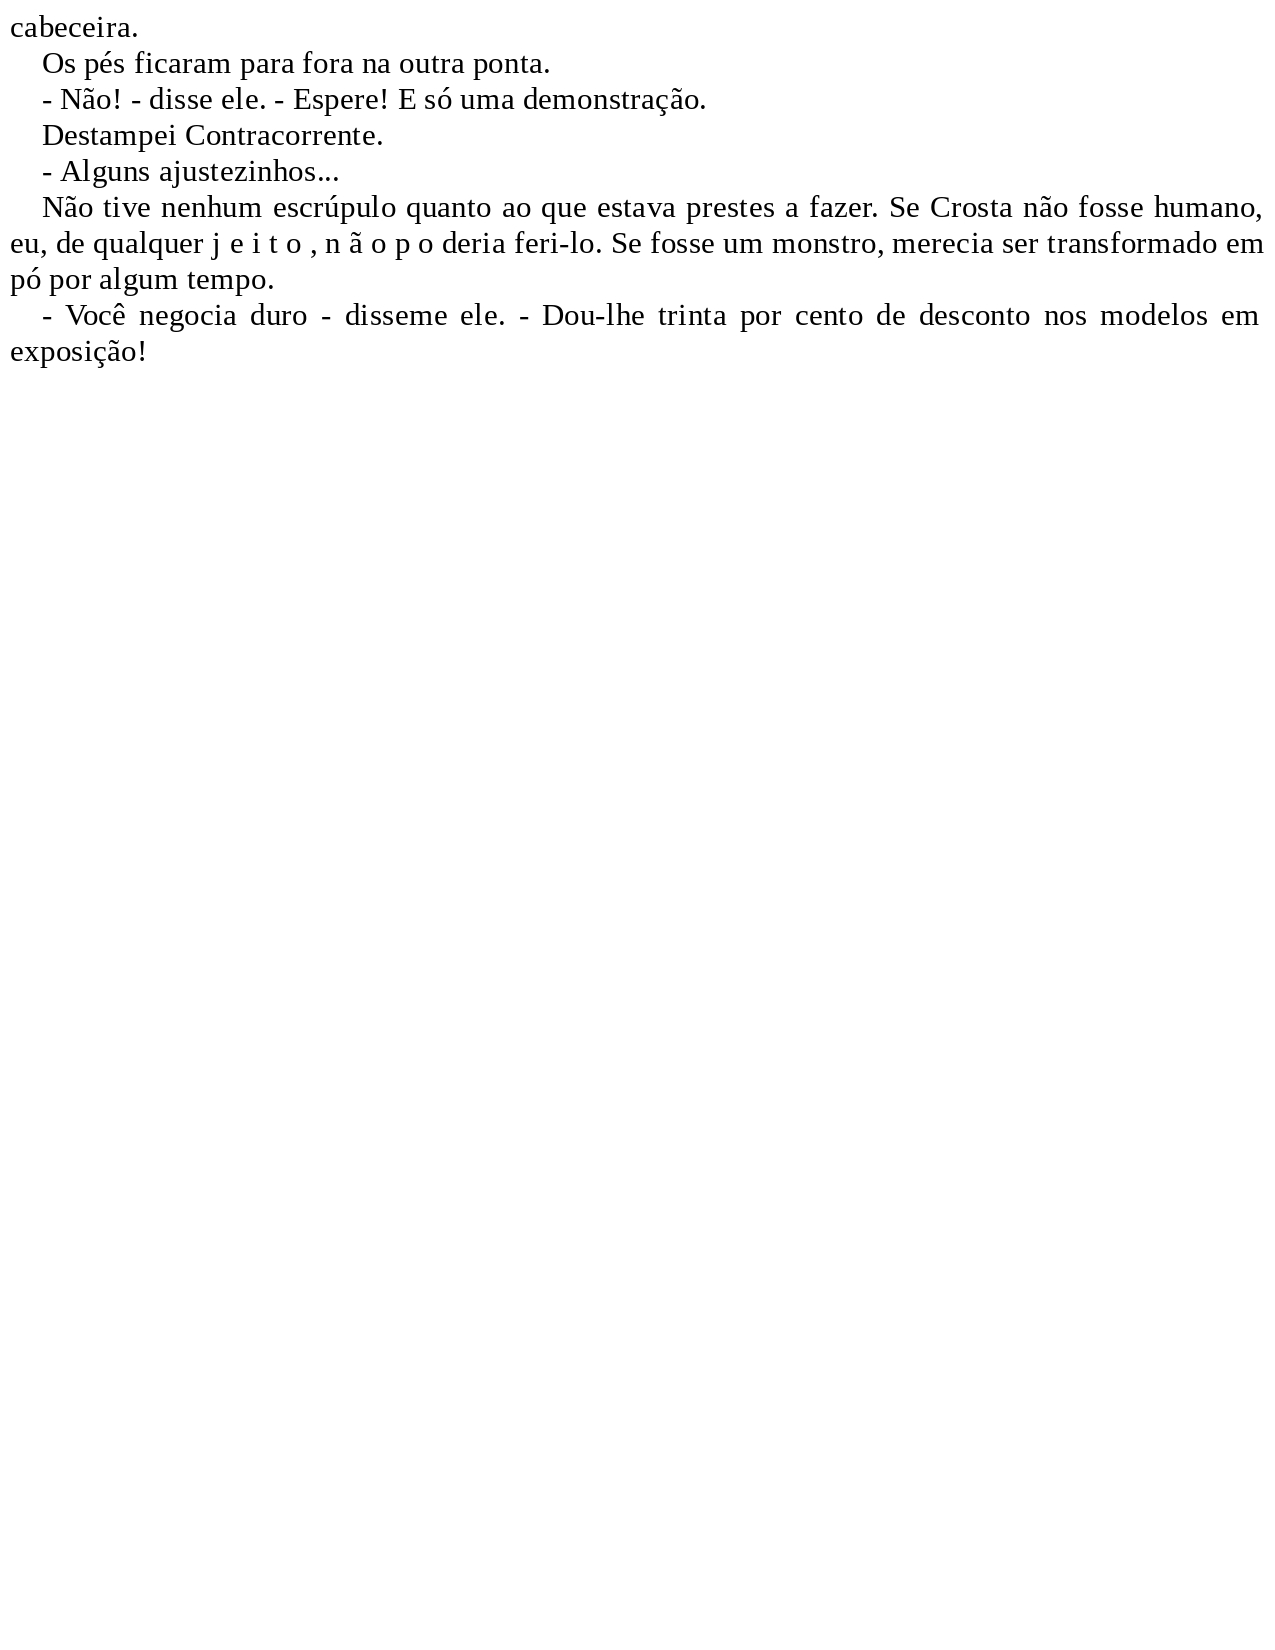 cabeceira.
Os pés ficaram para fora na outra ponta.
- Não! - disse ele. - Espere! E só uma demonstração.
Destampei Contracorrente.
- Alguns ajustezinhos...
Não tive nenhum escrúpulo quanto ao que estava prestes a fazer. Se Crosta não fosse humano,
eu, de qualquer j e i t o , n ã o p o deria feri-lo. Se fosse um monstro, merecia ser transformado em
pó por algum tempo.
- Você negocia duro - disseme ele. - Dou-lhe trinta por cento de desconto nos modelos em
exposição!